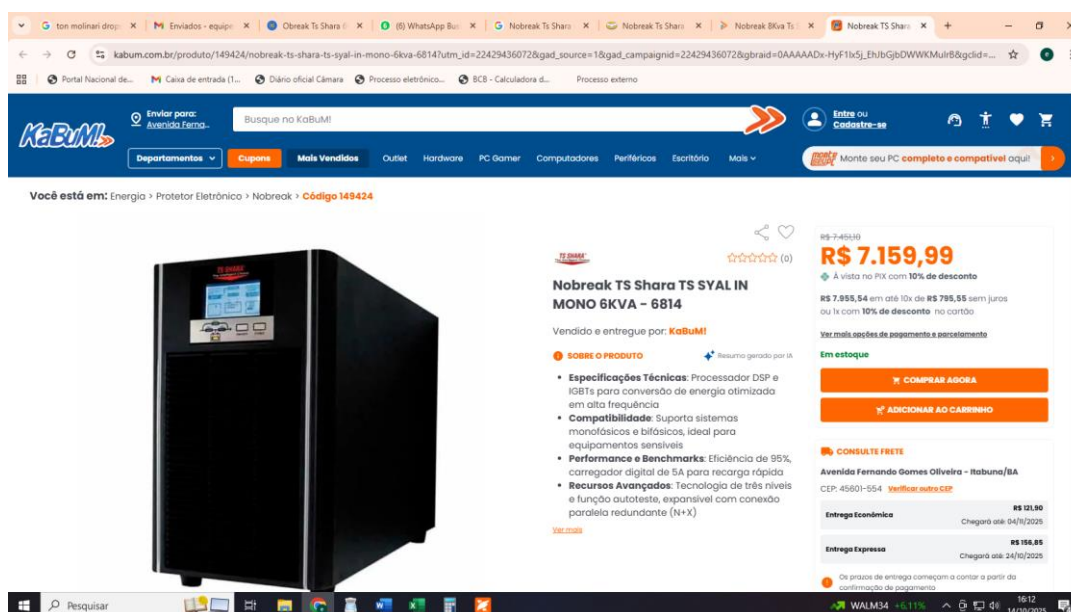 ton molinari drop
Enviados - equipe
Obreak Ts Shara 6
(6) WhatsApp Bus
Nobreak Ts Shara
Nobreak Ts Shara
Nobreak 8Kva Ts
Nobreak TS Shara
kabum.com.br/produto/149424/nobreak-ts-shara-ts-syal-in-mono-6kva-6814?utm_id=22429436072&gad_source=1&gad_campaignid=22429436072&gbraid=
Portal Nacional de...
Caixa de entrada (1...
Diário oficial Câmara
Processo eletrônico...
BCB - Calculadora d...
Processo externo
KaBuM!
Enviar para:
Avenida Ferna...
Busque no KaBuM!
Entre ou
Cadastre-se
Departamentos
Cupons
Mais Vendidos
Outlet
Hardware
PC Gamer
Computadores
Periféricos
Escritório
Mais
Monte seu PC completo e compatível aqui!
Você está em: Energia > Protetor Eletrônico > Nobreak > Código 149424
TS SHARA
TS SHARA
(0)
Nobreak TS Shara TS SYAL IN
MONO 6KVA - 6814
Vendido e entregue por: KaBuM!
SOBRE O PRODUTO
Resumo gerado por IA
• Especificações Técnicas: Processador DSP e
IGBTs para conversão de energia otimizada
em alta frequência
• Compatibilidade: Suporta sistemas
monofásicos e bifásicos, ideal para
equipamentos sensíveis
• Performance e Benchmarks: Eficiência de 95%,
carregador digital de 5A para recarga rápida
• Recursos Avançados: Tecnologia de três níveis
e função autoteste, expansível com conexão
paralela redundante (N+X)
Ver mais
R$ 7.451,10
R$ 7.159,99
À vista no PIX com 10% de desconto
R$ 7.955,54 em até 10x de R$ 795,55 sem juros
ou 1x com 10% de desconto no cartão
Ver mais opções de pagamento e parcelamento
Em estoque
COMPRAR AGORA
ADICIONAR AO CARRINHO
CONSULTE FRETE
Avenida Fernando Gomes Oliveira - Itabuna/BA
CEP: 45601-554 Verificar outro CEP
Entrega Econômica
R$ 121,90
Chegará até: 04/11/2025
Entrega Expressa
R$ 156,85
Chegará até: 24/10/2025
Os prazos de entrega começam a contar a partir da
confirmação de pagamento
Pesquisar
WALM34 +6,11%
16:12
14/10/2025